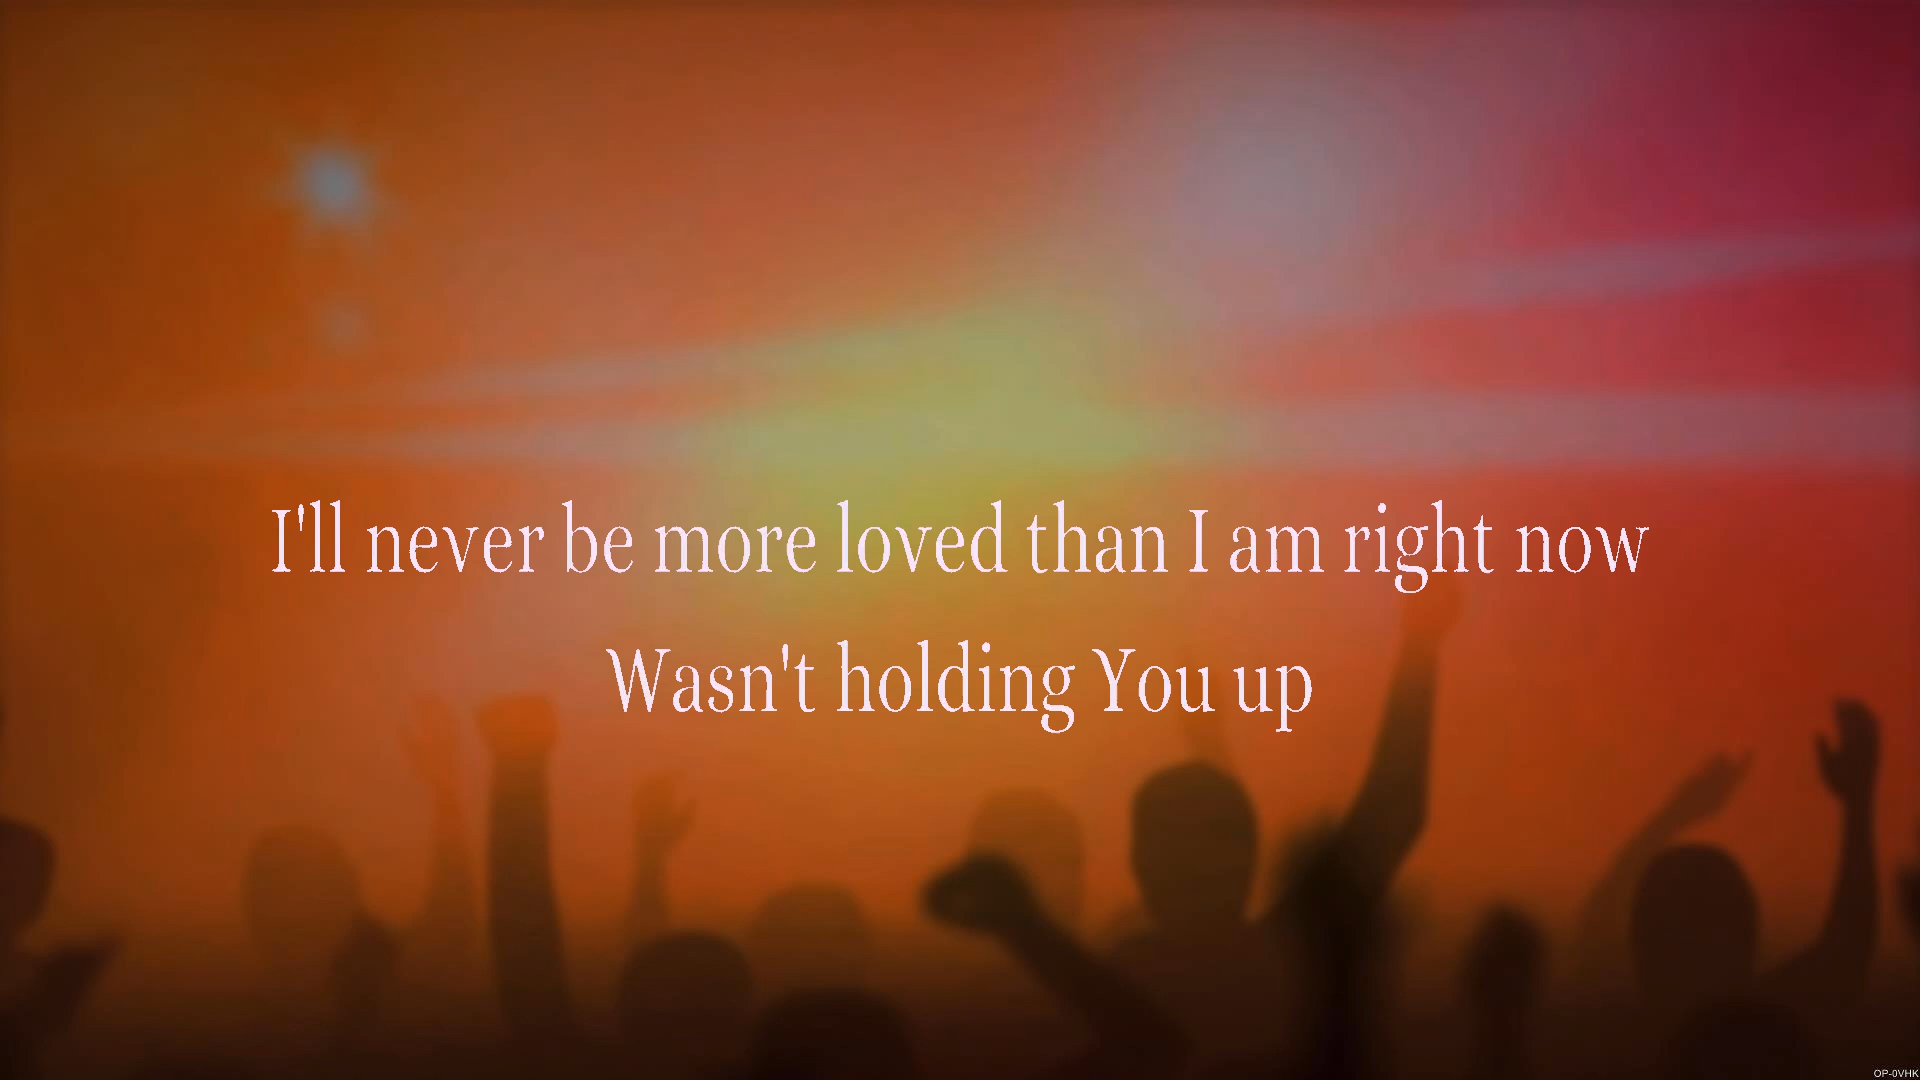 I'll never be more loved than I am right now
Wasn't holding You up
OP-0VHK